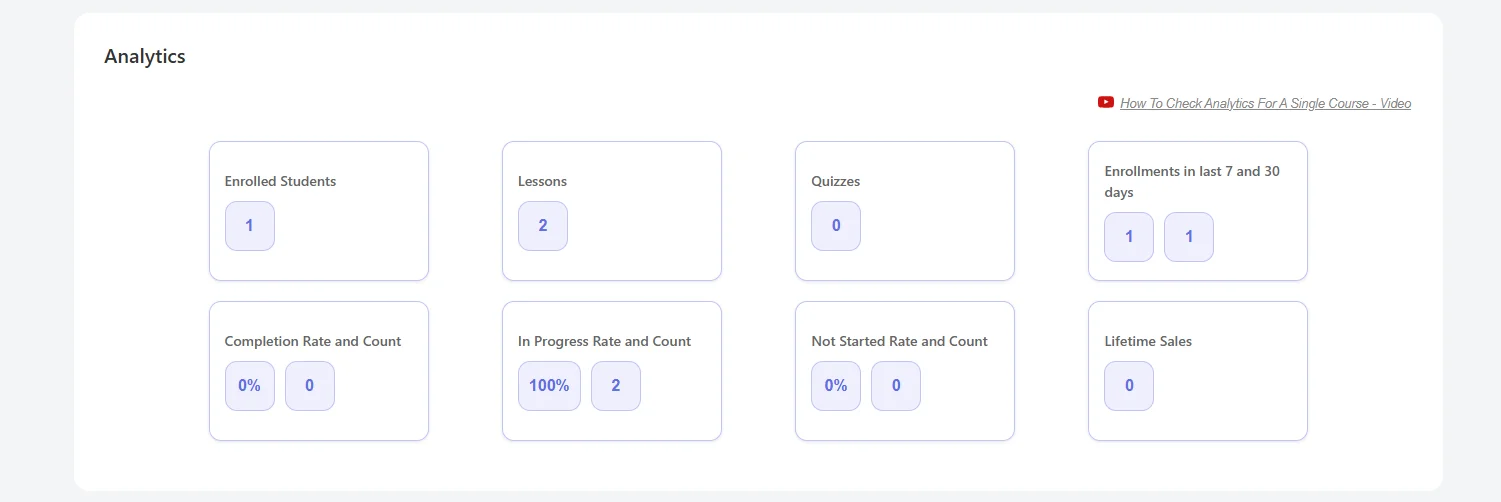 Analytics
How To Check Analytics For A Single Course - Video
Enrolled Students
1
Lessons
2
Quizzes
0
Enrollments in last 7 and 30
days
1 1
Completion Rate and Count
0% 0
In Progress Rate and Count
100% 2
Not Started Rate and Count
0% 0
Lifetime Sales
0